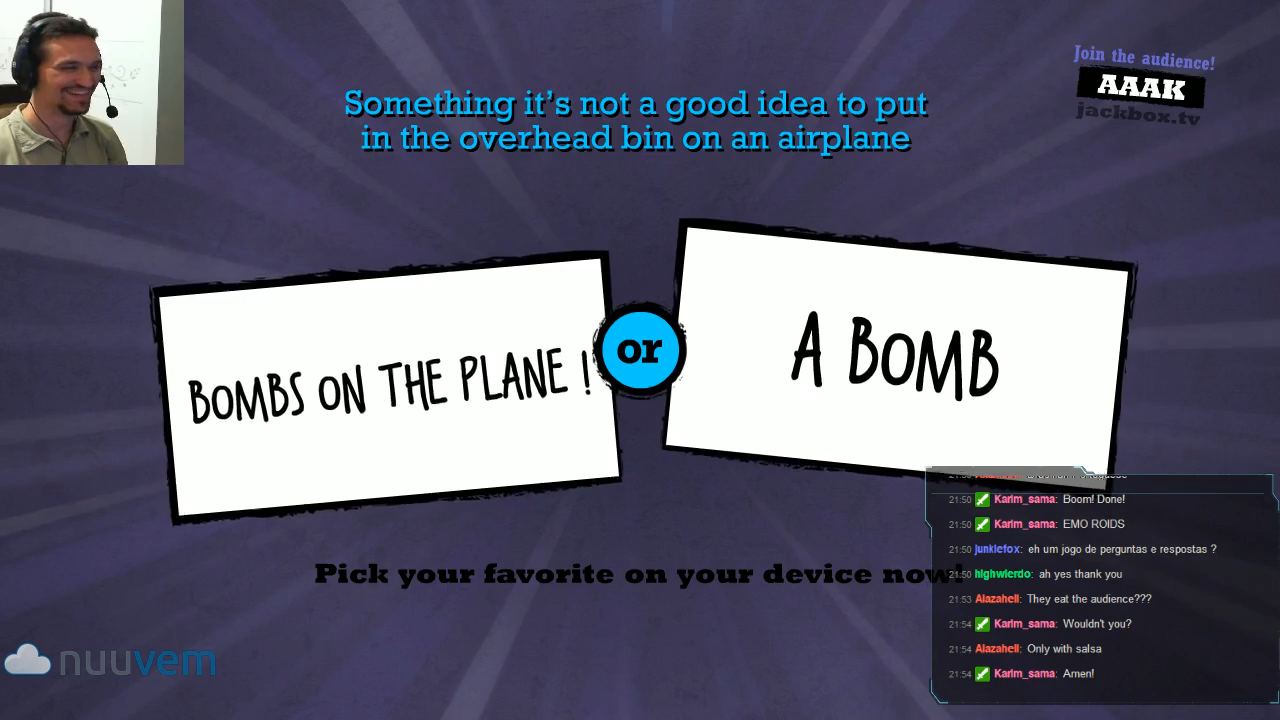 Join the audience!
AAAK
jackbox.tv
Something it's not a good idea to put
in the overhead bin on an airplane
BOMBS ON THE PLANE !
or
A BOMB
Pick your favorite on your device now!
21:50 Karim_sama: Boom! Done!
21:50 Karim_sama: EMO ROIDS
21:50 junkiefox: eh um jogo de perguntas e respostas ?
21:50 highwierdo: ah yes thank you
21:53 Alazahell: They eat the audience???
21:54 Karim_sama: Wouldn't you?
21:54 Alazahell: Only with salsa
21:54 Karim_sama: Amen!
nuuvem